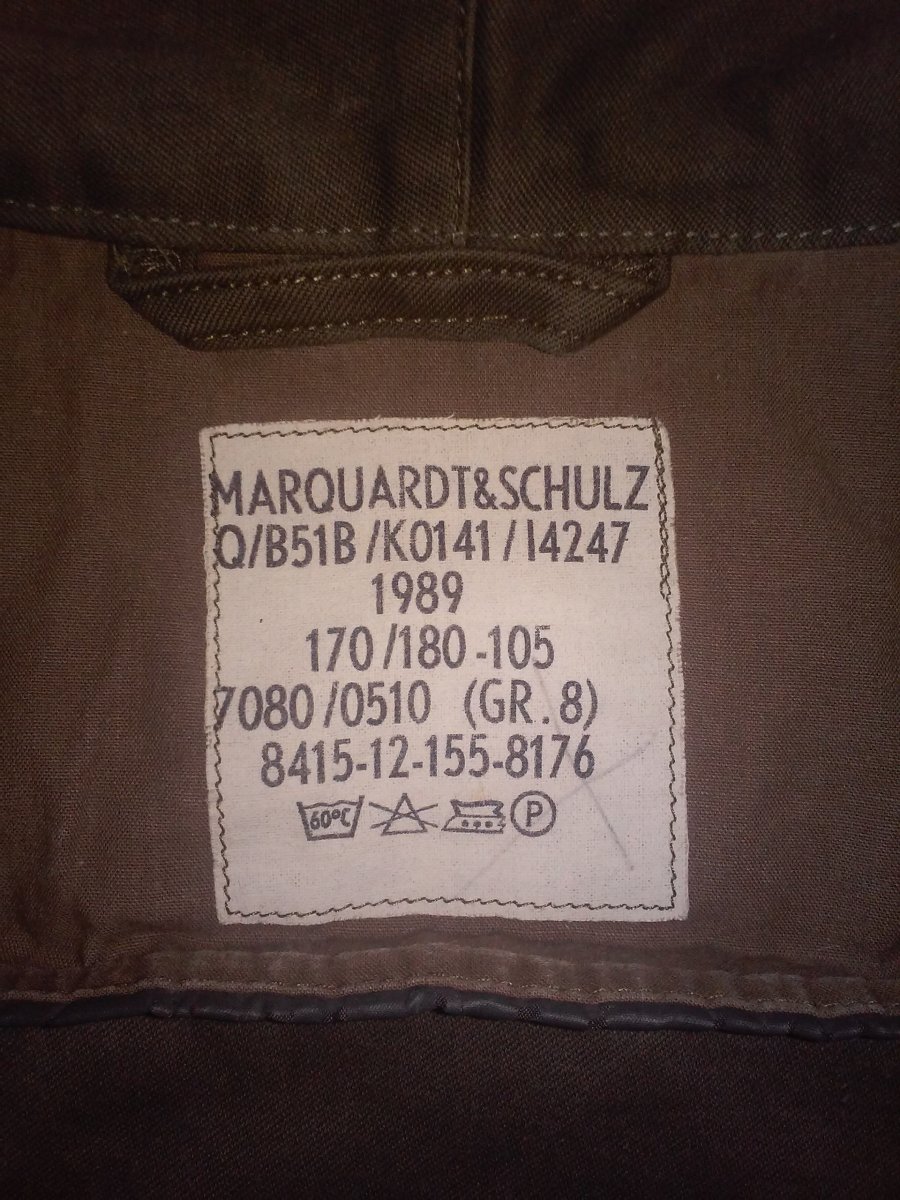 MARQUARDT&SCHULZ
Q/B51B/K0141/I4247
1989
170/180-105
7080/0510 (GR.8)
8415-12-155-8176
60°C P